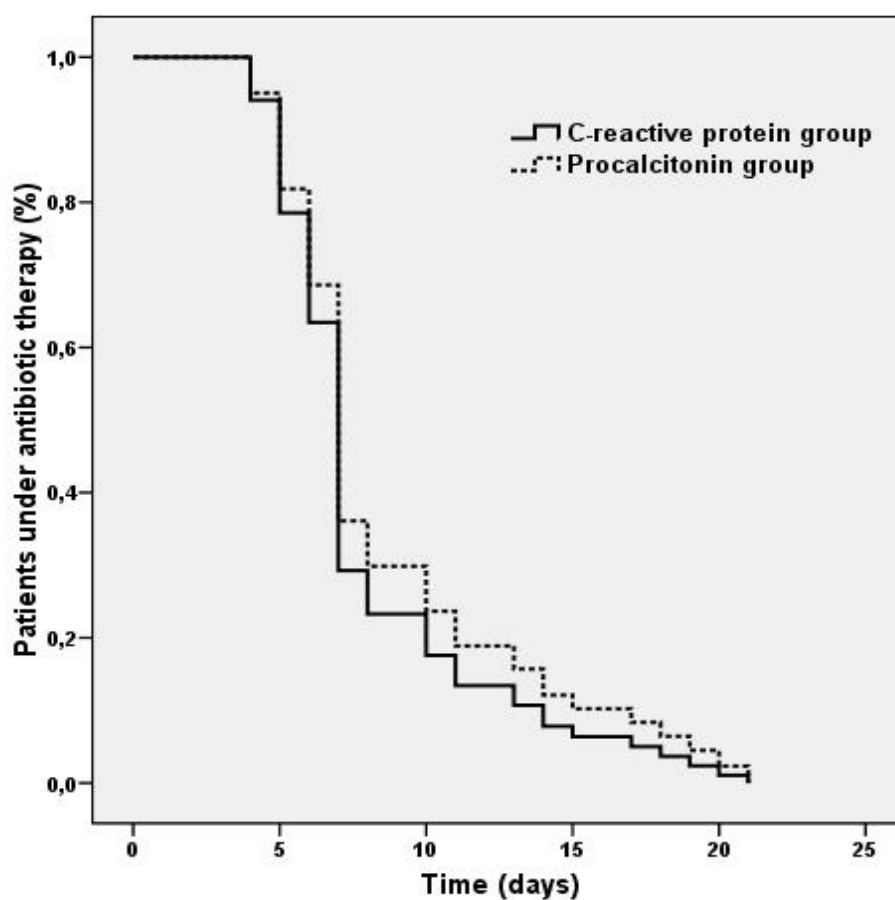 1,0
0,8
0,6
0,4
0,2
0,0
Patients under antibiotic therapy (%)
C-reactive protein group
Procalcitonin group
0 5 10 15 20 25
Time (days)